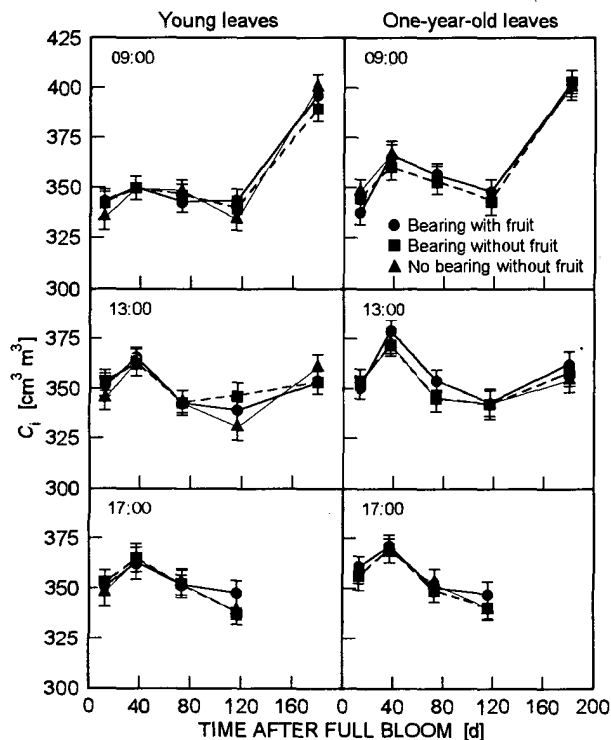 Young leaves One-year-old leaves
425
400
375
350
325
300
09:00 09:00
Bearing with fruit
Bearing without fruit
No bearing without fruit
375
350
325
300
13:00 13:00
Ci [cm3 m3]
375
350
325
300
17:00 17:00
0 40 80 120 160 0 40 80 120 160 200
TIME AFTER FULL BLOOM [d]